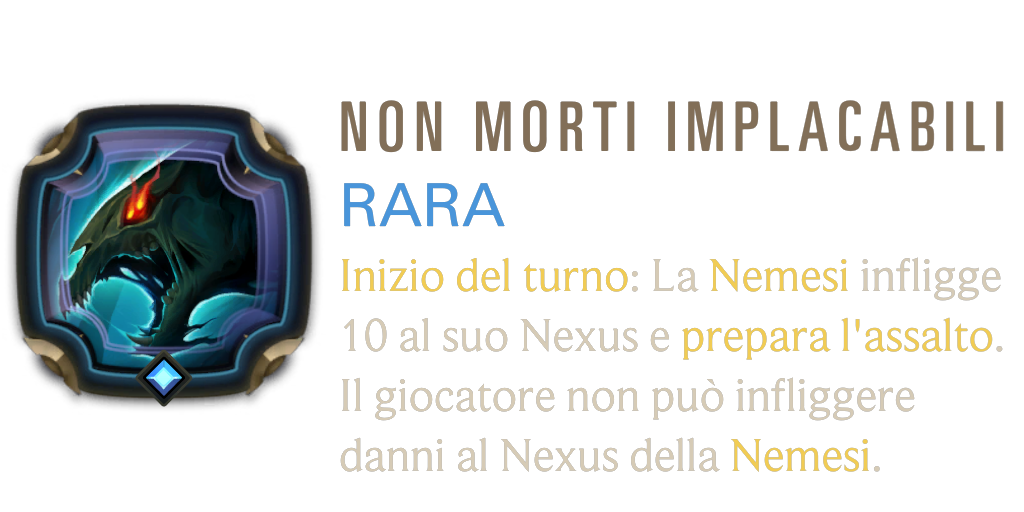 NON MORTI IMPLACABILI
RARA
Inizio del turno: La Nemesi infligge
10 al suo Nexus e prepara l'assalto.
Il giocatore non può infliggere
danni al Nexus della Nemesi.